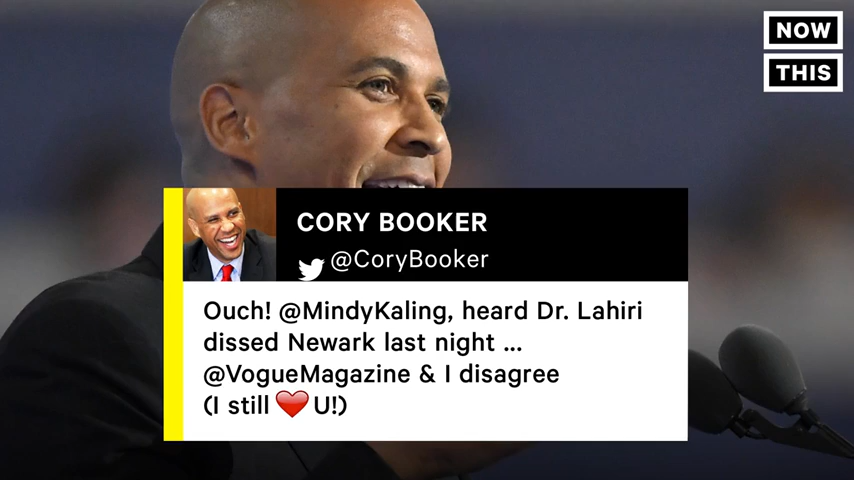 NOW
THIS
CORY BOOKER
@CoryBooker
Ouch! @MindyKaling, heard Dr. Lahiri
dissed Newark last night ...
@VogueMagazine & I disagree
(I still ❤️ U!)